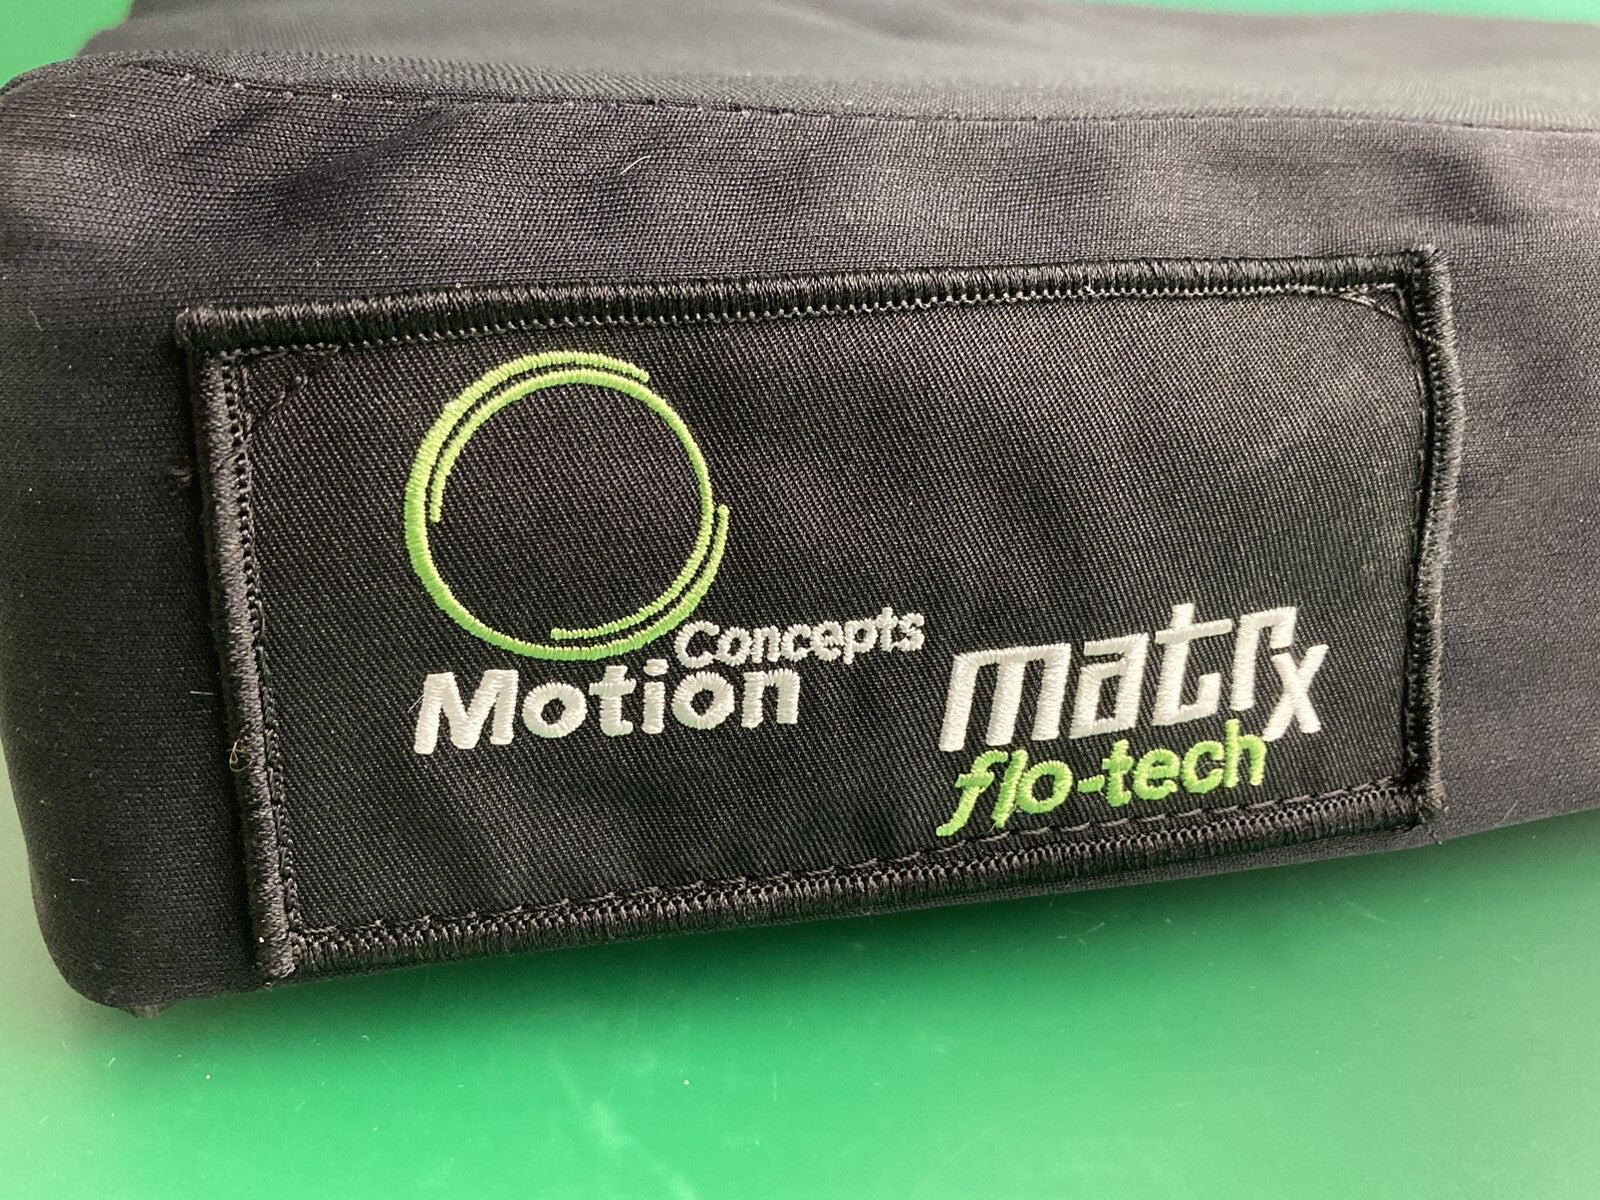 Motion Concepts
matrx
flo-tech